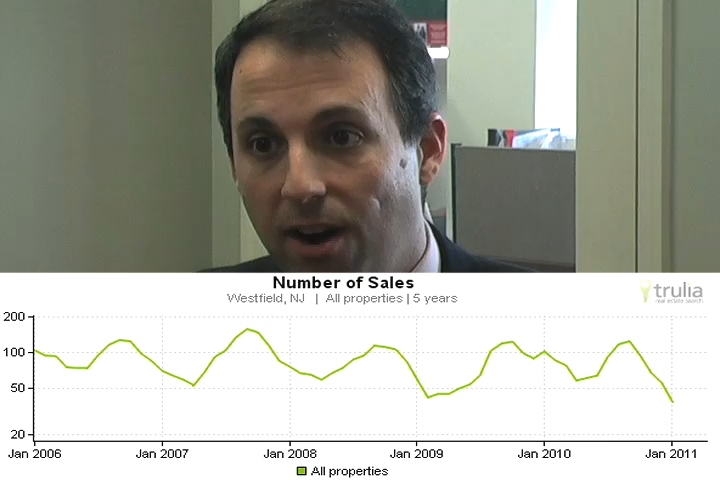 Number of Sales
Westfield, NJ | All properties | 5 years
trulia
real estate search
200
100
50
20
Jan 2006 Jan 2007 Jan 2008 Jan 2009 Jan 2010 Jan 2011
All properties